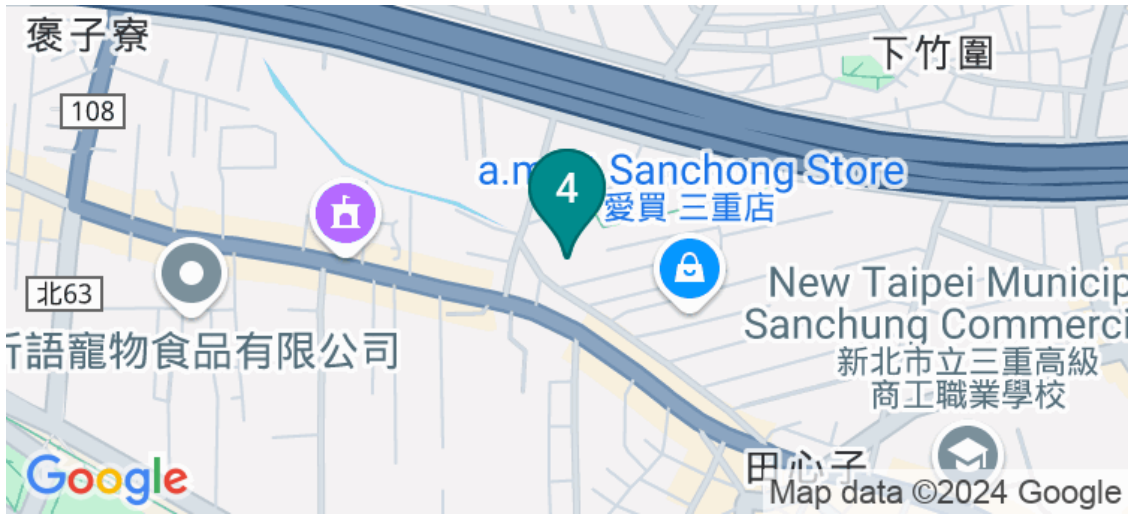 褒子寮
下竹圍
108
4
Sanchong Store
愛買 三重店
北63
New Taipei Municip
Sanchung Commerci
新北市立三重高級
商工職業學校
語寵物食品有限公司
田心子
Google
Map data ©2024 Google